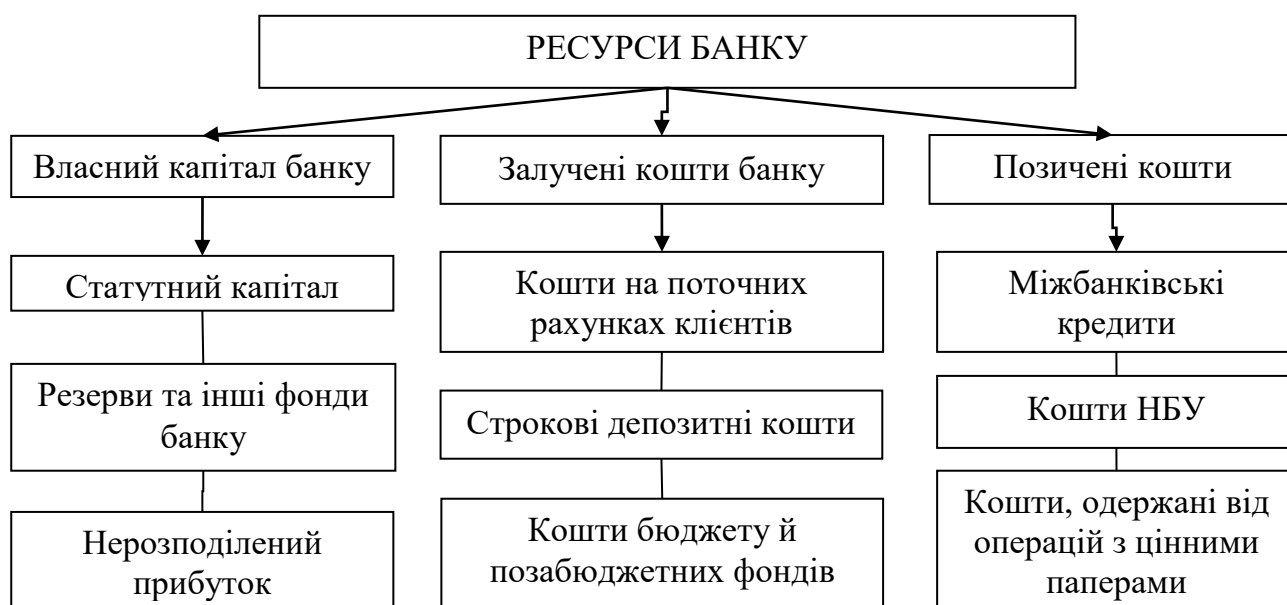 РЕСУРСИ БАНКУ
Власний капітал банку
Залучені кошти банку
Позичені кошти
Статутний капітал
Кошти на поточних
рахунках клієнтів
Міжбанківські
кредити
Резерви та інші фонди
банку
Строкові депозитні кошти
Кошти НБУ
Нерозподілений
прибуток
Кошти бюджету й
позабюджетних фондів
Кошти, одержані від
операцій з цінними
паперами